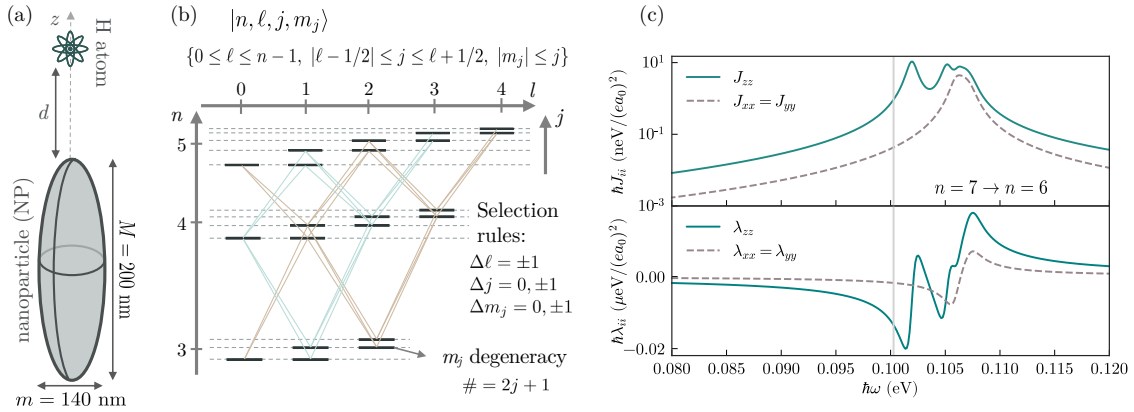 (a)
z
H atom
d
nanoparticle (NP)
M = 200 nm
m = 140 nm
(b)
|n, ℓ, j, m_j⟩
{0 ≤ ℓ ≤ n−1, |ℓ−1/2| ≤ j ≤ ℓ+1/2, |m_j| ≤ j}
0 1 2 3 4 l
n
j
5
4
3
Selection
rules:
Δℓ = ±1
Δj = 0, ±1
Δm_j = 0, ±1
m_j degeneracy
# = 2j + 1
(c)
ħJ_ii (neV/(ea_0)^2)
10^1
10^−1
10^−3
J_zz
J_xx = J_yy
n = 7 → n = 6
ħλ_ii (μeV/(ea_0)^2)
0.00
−0.02
λ_zz
λ_xx = λ_yy
0.080 0.085 0.090 0.095 0.100 0.105 0.110 0.115 0.120
ħω (eV)